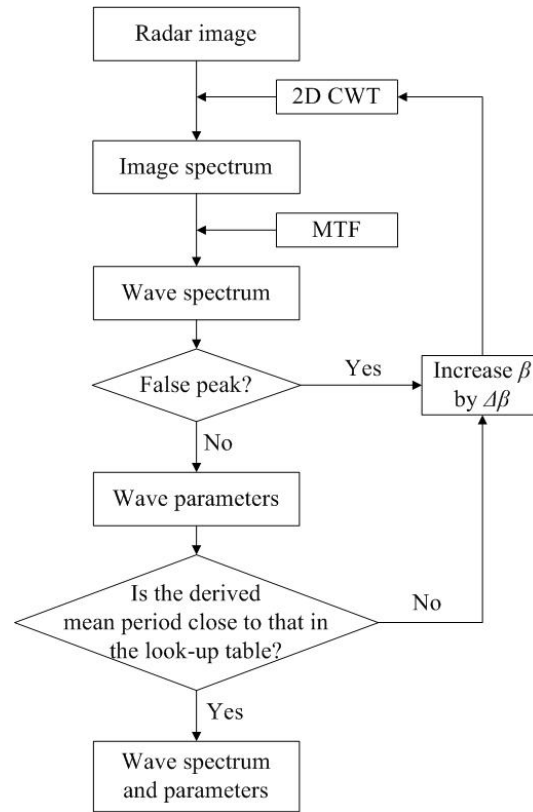 Radar image
2D CWT
Image spectrum
MTF
Wave spectrum
False peak?
Yes
Increase β
by Δβ
No
Wave parameters
Is the derived
mean period close to that in
the look-up table?
No
Yes
Wave spectrum
and parameters